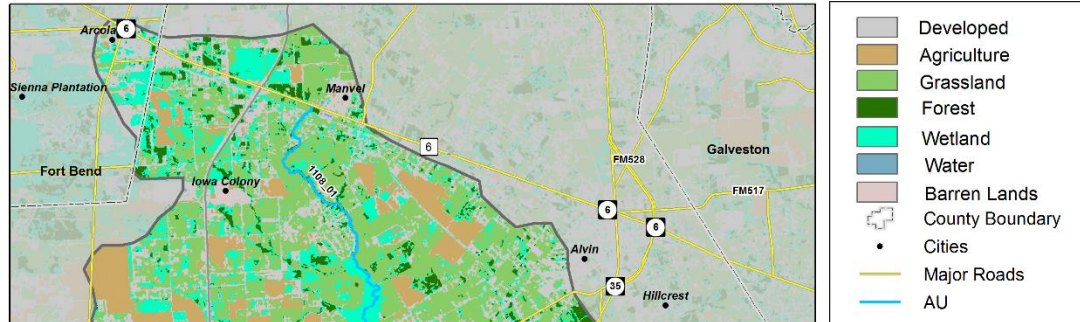 Arcola
6
Sienna Plantation
Manvel
6
FM528
Galveston
Fort Bend
1108_01
Iowa Colony
FM517
6
6
Alvin
35
Hillcrest
Developed
Agriculture
Grassland
Forest
Wetland
Water
Barren Lands
County Boundary
Cities
Major Roads
AU